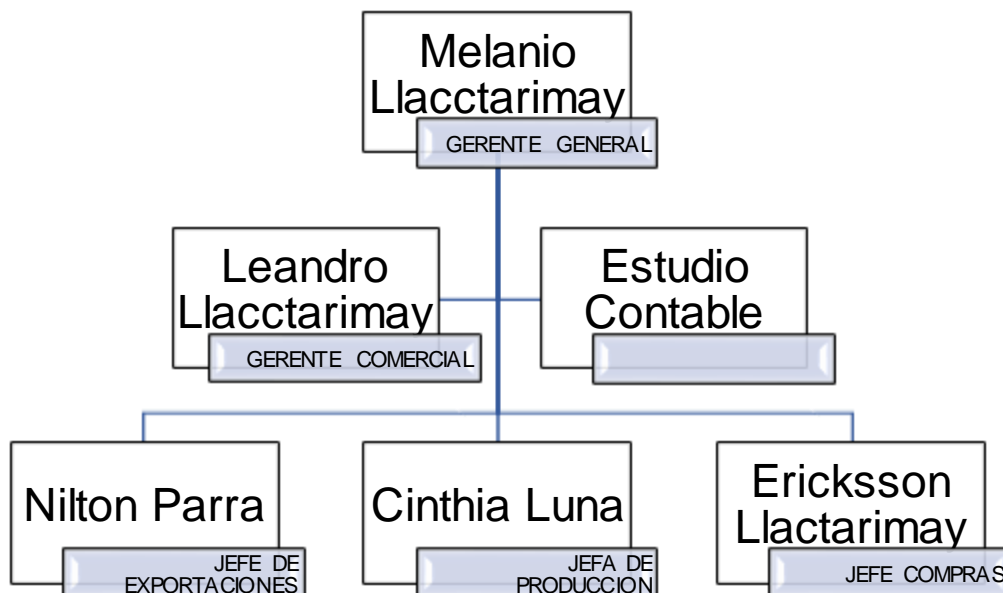 Melanio
Llacctarimay
GERENTE GENERAL
Leandro
Llacctarimay
GERENTE COMERCIAL
Estudio
Contable
Nilton Parra
JEFE DE
EXPORTACIONES
Cinthia Luna
JEFA DE
PRODUCCION
Ericksson
Llactarimay
JEFE COMPRAS